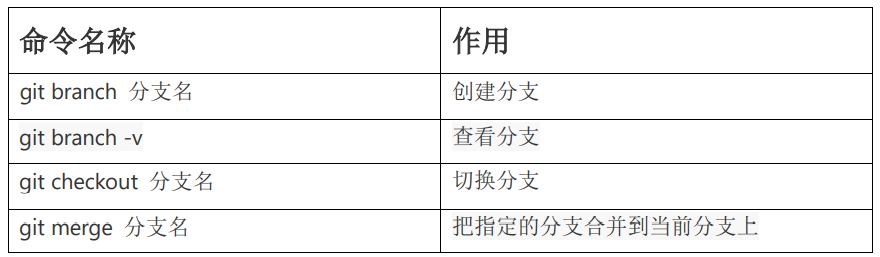 命令名称 作用
git branch 分支名 创建分支
git branch -v 查看分支
git checkout 分支名 切换分支
git merge 分支名 把指定的分支合并到当前分支上